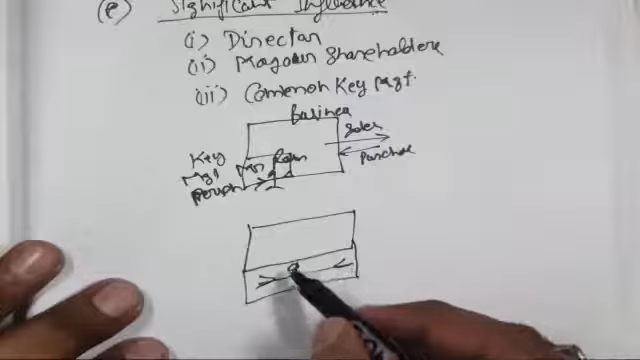 (e) Significant Influence
(i) Director
(ii) Major Shareholders
(iii) Common Key Mgt.
business
Sales
Purchase
Key
Mgt
person